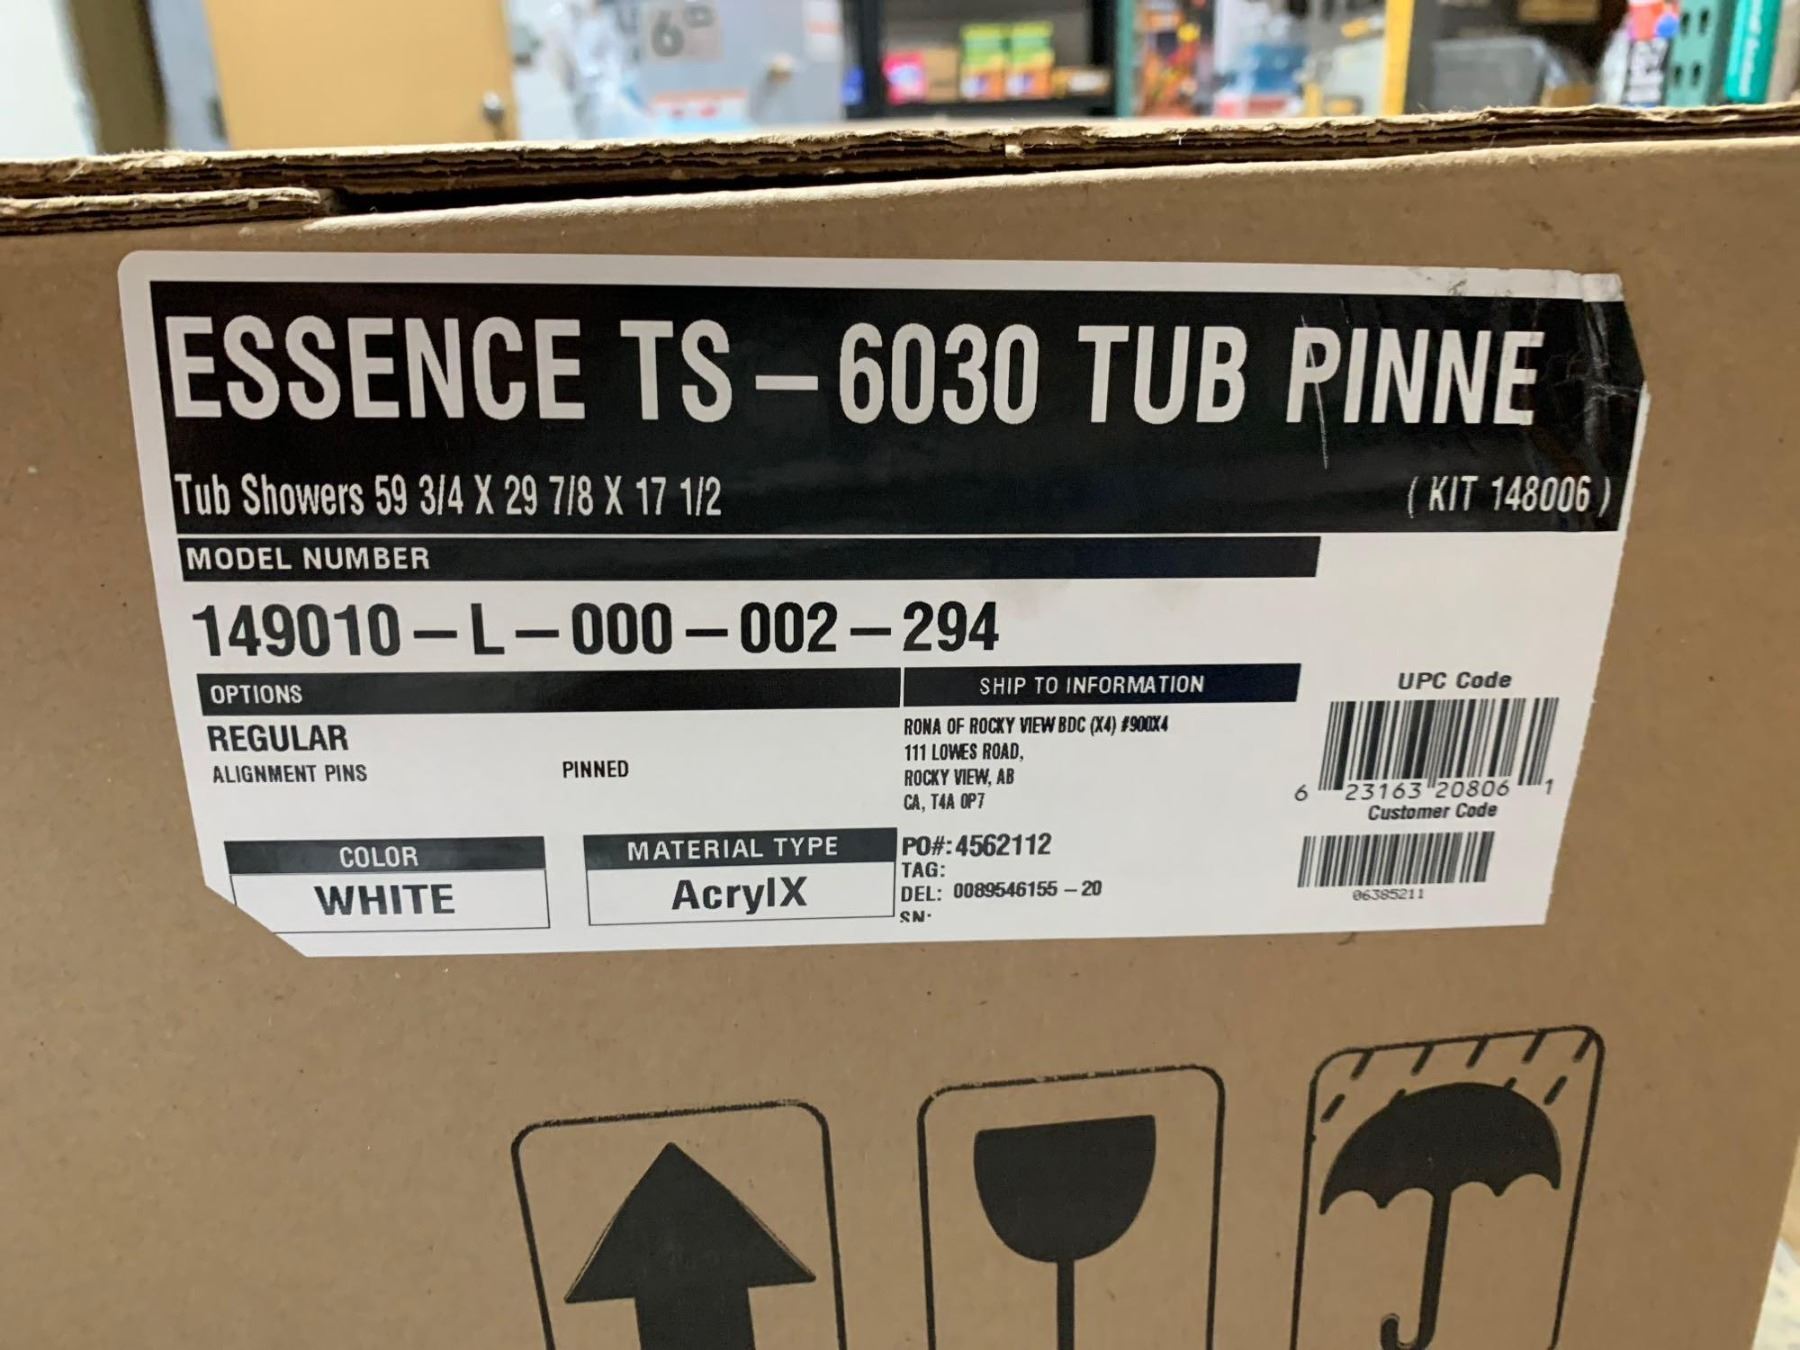 6
ESSENCE TS – 6030 TUB PINNE
Tub Showers 59 3/4 X 29 7/8 X 17 1/2
( KIT 148006 )
MODEL NUMBER
149010 – L – 000 – 002 – 294
OPTIONS
REGULAR
ALIGNMENT PINS PINNED
SHIP TO INFORMATION
RONA OF ROCKY VIEW BDC (X4) #900X4
111 LOWES ROAD,
ROCKY VIEW, AB
CA, T4A 0P7
UPC Code
6 23163 20806 1
Customer Code
06385211
COLOR
WHITE
MATERIAL TYPE
AcrylX
PO#: 4562112
TAG:
DEL: 0089546155 – 20
SN: